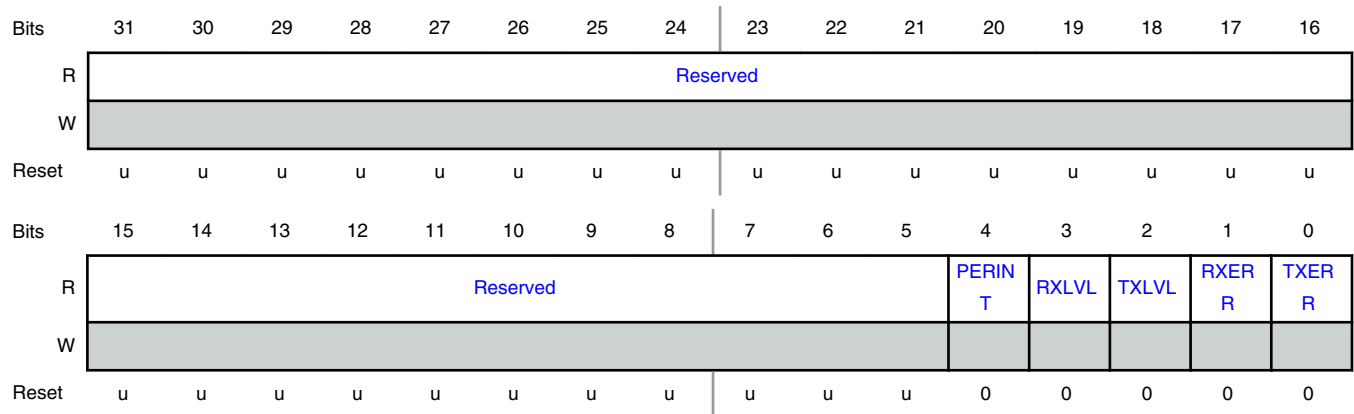 Bits 31 30 29 28 27 26 25 24 23 22 21 20 19 18 17 16
R Reserved
W
Reset u u u u u u u u u u u u u u u u
Bits 15 14 13 12 11 10 9 8 7 6 5 4 3 2 1 0
R Reserved PERIN T RXLVL TXLVL RXER R TXER R
W
Reset u u u u u u u u u u u 0 0 0 0 0